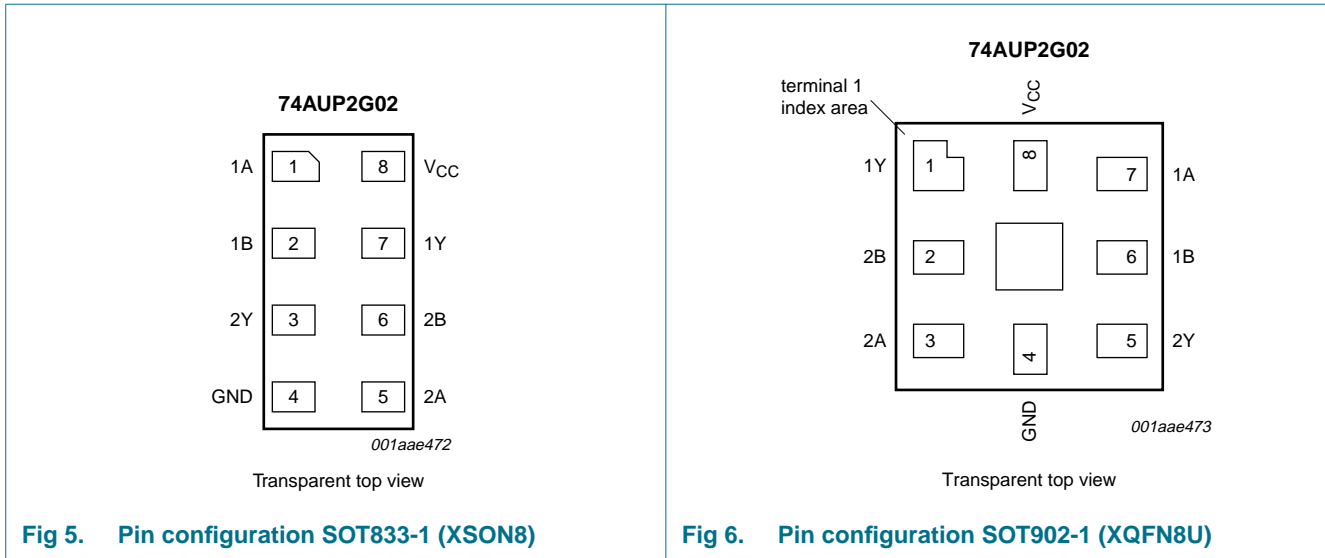 74AUP2G02
1A 1 8 VCC
1B 2 7 1Y
2Y 3 6 2B
GND 4 5 2A
001aae472
Transparent top view
Fig 5. Pin configuration SOT833-1 (XSON8)
74AUP2G02
terminal 1
index area
VCC
1Y 1 8 7 1A
2B 2 6 1B
2A 3 4 5 2Y
GND
001aae473
Transparent top view
Fig 6. Pin configuration SOT902-1 (XQFN8U)